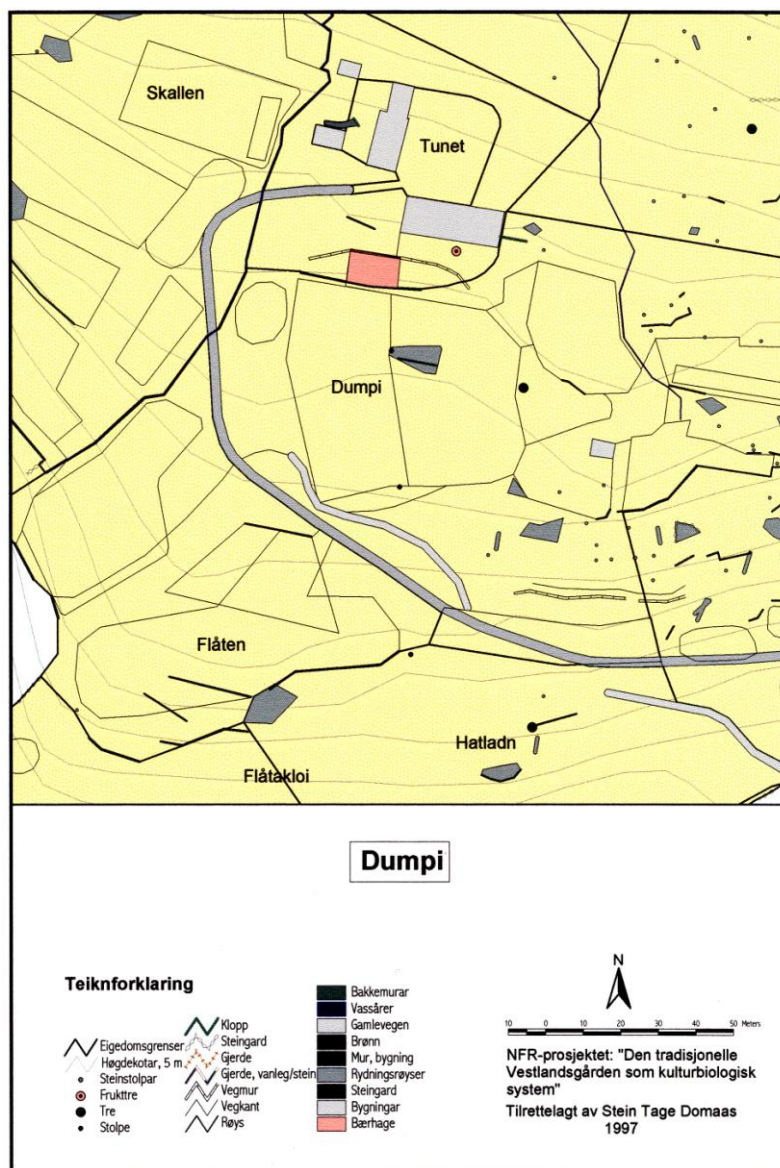 Skallen
Tunet
Dumpi
Flåten
Hatladn
Flåtakloi
Dumpi
Teiknforklaring
Eigedomsgrenser
Høgdekotar, 5 m
Steinstolpar
Frukttre
Tre
Stolpe
Klopp
Steingard
Gjerde
Gjerde, vanleg/stein
Vegmur
Vegkant
Røys
Bakkemurar
Vassårer
Gamlevegen
Brønn
Mur, bygning
Rydningsrøyser
Steingard
Bygningar
Bærhage
N
10 0 10 20 30 40 50 Meters
NFR-prosjektet: "Den tradisjonelle
Vestlandsgården som kulturbiologisk
system"
Tilrettelagt av Stein Tage Domaas
1997